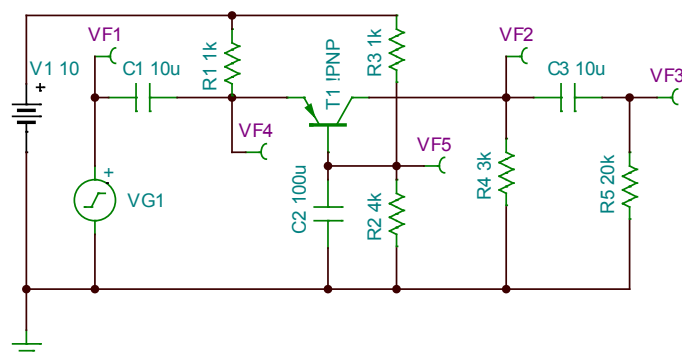 VF1
V1 10
+
C1 10u
R1 1k
T1 !PNP
R3 1k
VF2
C3 10u
VF3
VF4
VF5
+
VG1
C2 100u
R2 4k
R4 3k
R5 20k